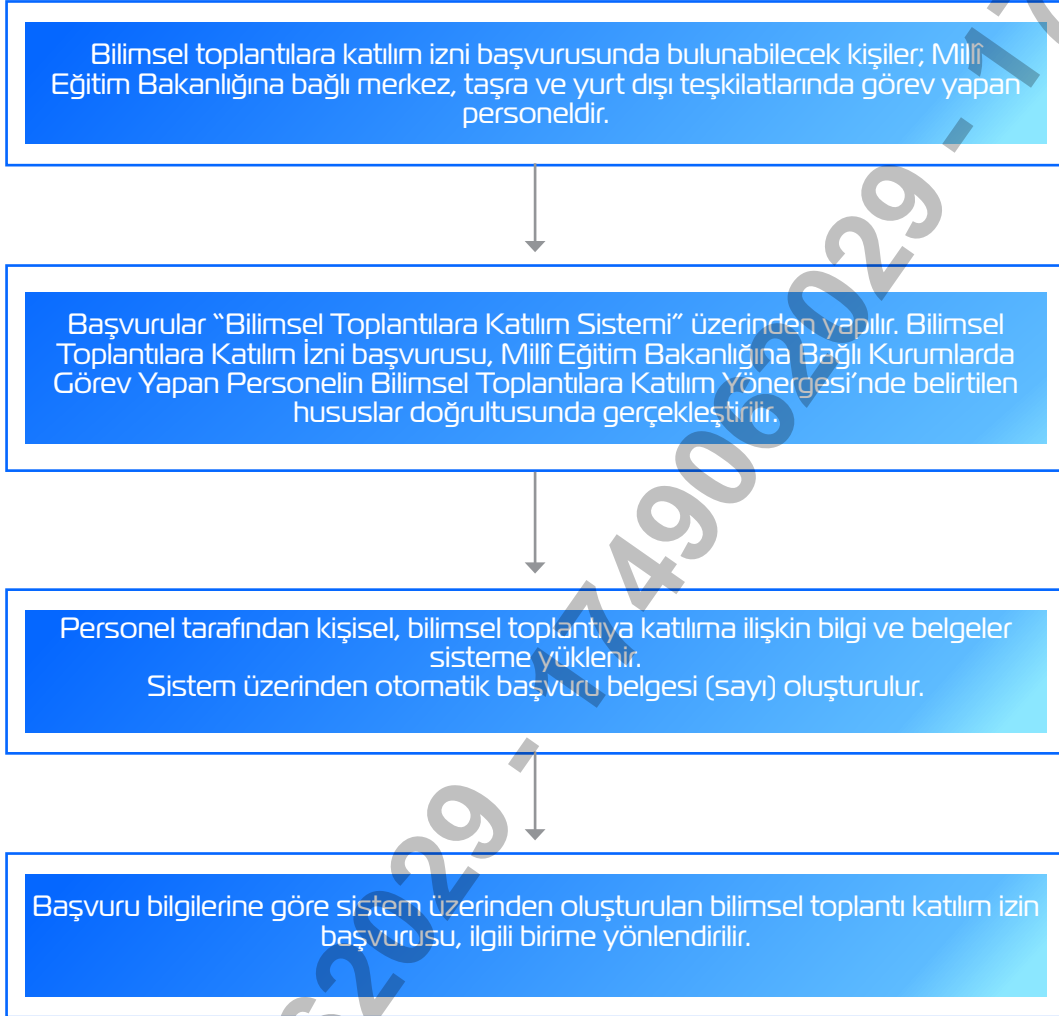 Bilimsel toplantılara katılım izni başvurusunda bulunabilecek kişiler; Millî
Eğitim Bakanlığına bağlı merkez, taşra ve yurt dışı teşkilatlarında görev yapan
personeldir.
Başvurular “Bilimsel Toplantılara Katılım Sistemi” üzerinden yapılır. Bilimsel
Toplantılara Katılım İzni başvurusu, Millî Eğitim Bakanlığına Bağlı Kurumlarda
Görev Yapan Personelin Bilimsel Toplantılara Katılım Yönergesi’nde belirtilen
hususlar doğrultusunda gerçekleştirilir.
Personel tarafından kişisel, bilimsel toplantıya katılıma ilişkin bilgi ve belgeler
sisteme yüklenir.
Sistem üzerinden otomatik başvuru belgesi (sayı) oluşturulur.
Başvuru bilgilerine göre sistem üzerinden oluşturulan bilimsel toplantı katılım izin
başvurusu, ilgili birime yönlendirilir.
62029 - 17490662029 - 17